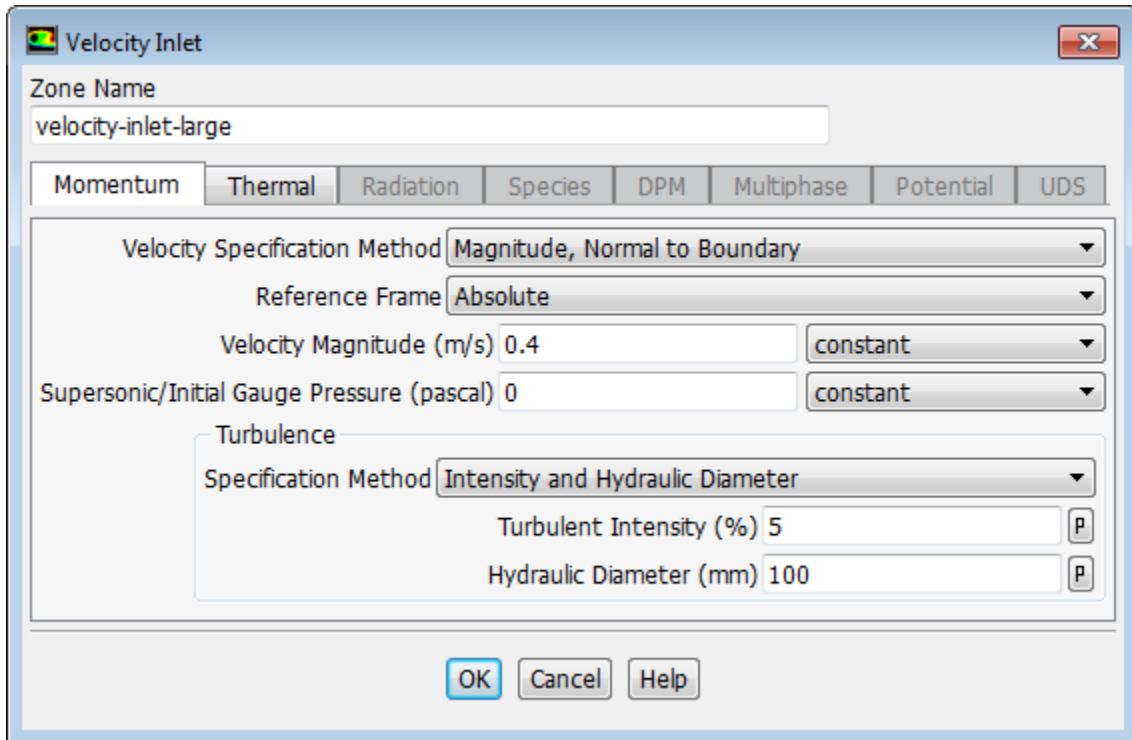 Velocity Inlet
Zone Name
velocity-inlet-large
Momentum Thermal Radiation Species DPM Multiphase Potential UDS
Velocity Specification Method Magnitude, Normal to Boundary
Reference Frame Absolute
Velocity Magnitude (m/s) 0.4 constant
Supersonic/Initial Gauge Pressure (pascal) 0 constant
Turbulence
Specification Method Intensity and Hydraulic Diameter
Turbulent Intensity (%) 5 P
Hydraulic Diameter (mm) 100 P
OK Cancel Help